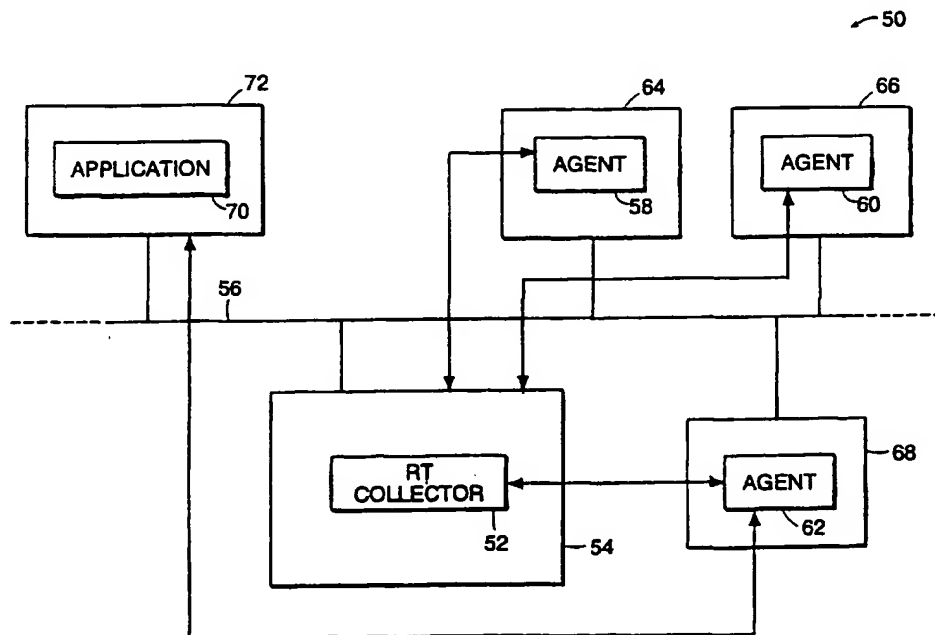 50
72
64
66
APPLICATION
70
AGENT
58
AGENT
60
56
RT
COLLECTOR
52
54
AGENT
62
68